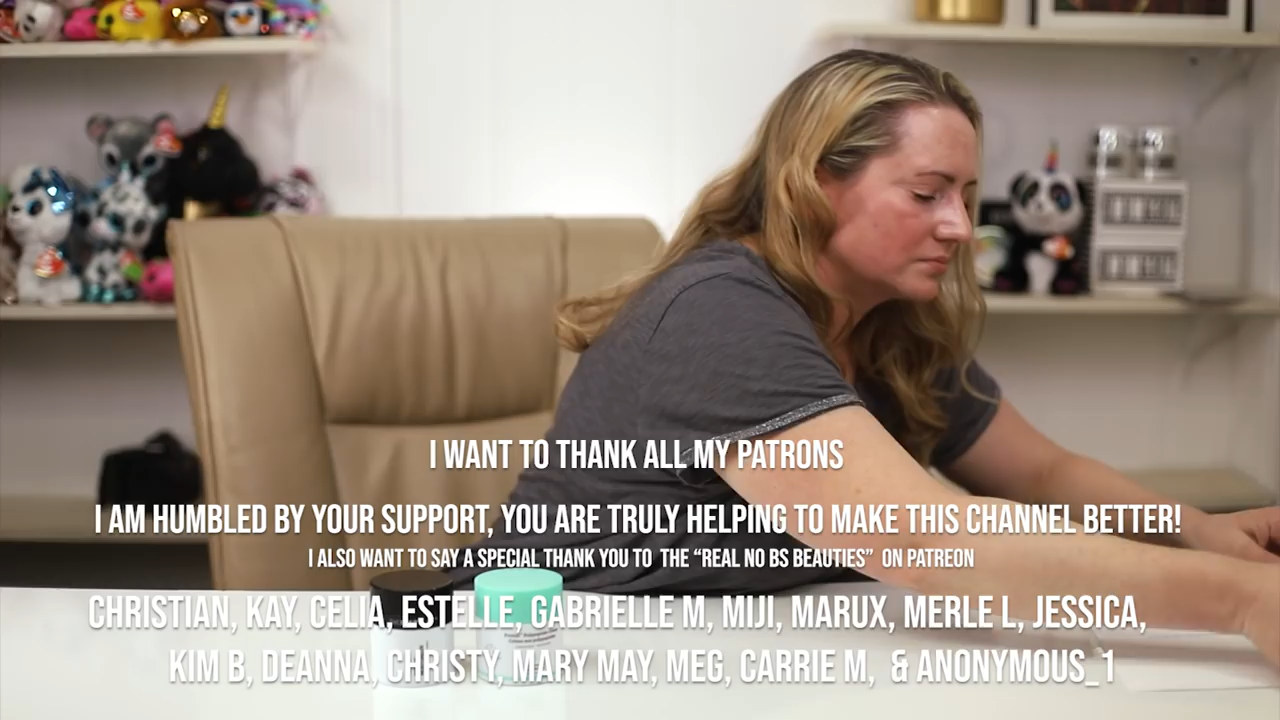 I WANT TO THANK ALL MY PATRONS
I AM HUMBLED BY YOUR SUPPORT, YOU ARE TRULY HELPING TO MAKE THIS CHANNEL BETTER!
I ALSO WANT TO SAY A SPECIAL THANK YOU TO THE “REAL NO BS BEAUTIES” ON PATREON
CHRISTIAN, KAY, CELIA, ESTELLE, GABRIELLE M, MIJI, MARUX, MERLE L, JESSICA,
KIM B, DEANNA, CHRISTY, MARY MAY, MEG, CARRIE M, & ANONYMOUS_1